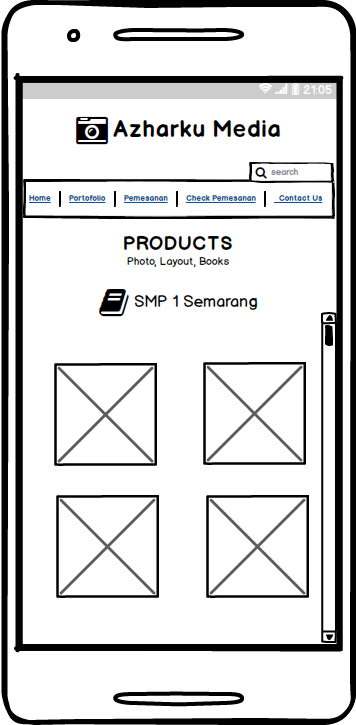 21:05
Azharku Media
search
Home Portofolio Pemesanan Check Pemesanan Contact Us
PRODUCTS
Photo, Layout, Books
SMP 1 Semarang